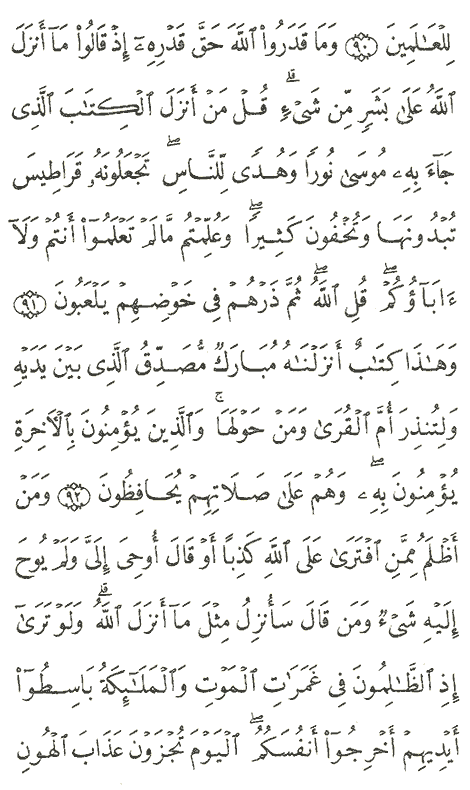 لِلۡعَٰلَمِينَ ۝٩٠ وَمَا قَدَرُواْ ٱللَّهَ حَقَّ قَدۡرِهِۦٓ إِذۡ قَالُواْ مَآ أَنزَلَ
ٱللَّهُ عَلَىٰ بَشَرٖ مِّن شَيۡءٖۗ قُلۡ مَنۡ أَنزَلَ ٱلۡكِتَٰبَ ٱلَّذِي
جَآءَ بِهِۦ مُوسَىٰ نُورٗا وَهُدٗى لِّلنَّاسِۖ تَجۡعَلُونَهُۥ قَرَاطِيسَ
تُبۡدُونَهَا وَتُخۡفُونَ كَثِيرٗاۖ وَعُلِّمۡتُم مَّا لَمۡ تَعۡلَمُوٓاْ أَنتُمۡ وَلَآ
ءَابَآؤُكُمۡۖ قُلِ ٱللَّهُۖ ثُمَّ ذَرۡهُمۡ فِي خَوۡضِهِمۡ يَلۡعَبُونَ ۝٩١
وَهَٰذَا كِتَٰبٌ أَنزَلۡنَٰهُ مُبَارَكٞ مُّصَدِّقُ ٱلَّذِي بَيۡنَ يَدَيۡهِ
وَلِتُنذِرَ أُمَّ ٱلۡقُرَىٰ وَمَنۡ حَوۡلَهَاۚ وَٱلَّذِينَ يُؤۡمِنُونَ بِٱلۡأٓخِرَةِ
يُؤۡمِنُونَ بِهِۦۖ وَهُمۡ عَلَىٰ صَلَاتِهِمۡ يُحَافِظُونَ ۝٩٢ وَمَنۡ
أَظۡلَمُ مِمَّنِ ٱفۡتَرَىٰ عَلَى ٱللَّهِ كَذِبًا أَوۡ قَالَ أُوحِيَ إِلَيَّ وَلَمۡ يُوحَ
إِلَيۡهِ شَيۡءٞ وَمَن قَالَ سَأُنزِلُ مِثۡلَ مَآ أَنزَلَ ٱللَّهُۗ وَلَوۡ تَرَىٰٓ
إِذِ ٱلظَّٰلِمُونَ فِي غَمَرَٰتِ ٱلۡمَوۡتِ وَٱلۡمَلَٰٓئِكَةُ بَاسِطُوٓاْ
أَيۡدِيهِمۡ أَخۡرِجُوٓاْ أَنفُسَكُمُۖ ٱلۡيَوۡمَ تُجۡزَوۡنَ عَذَابَ ٱلۡهُونِ